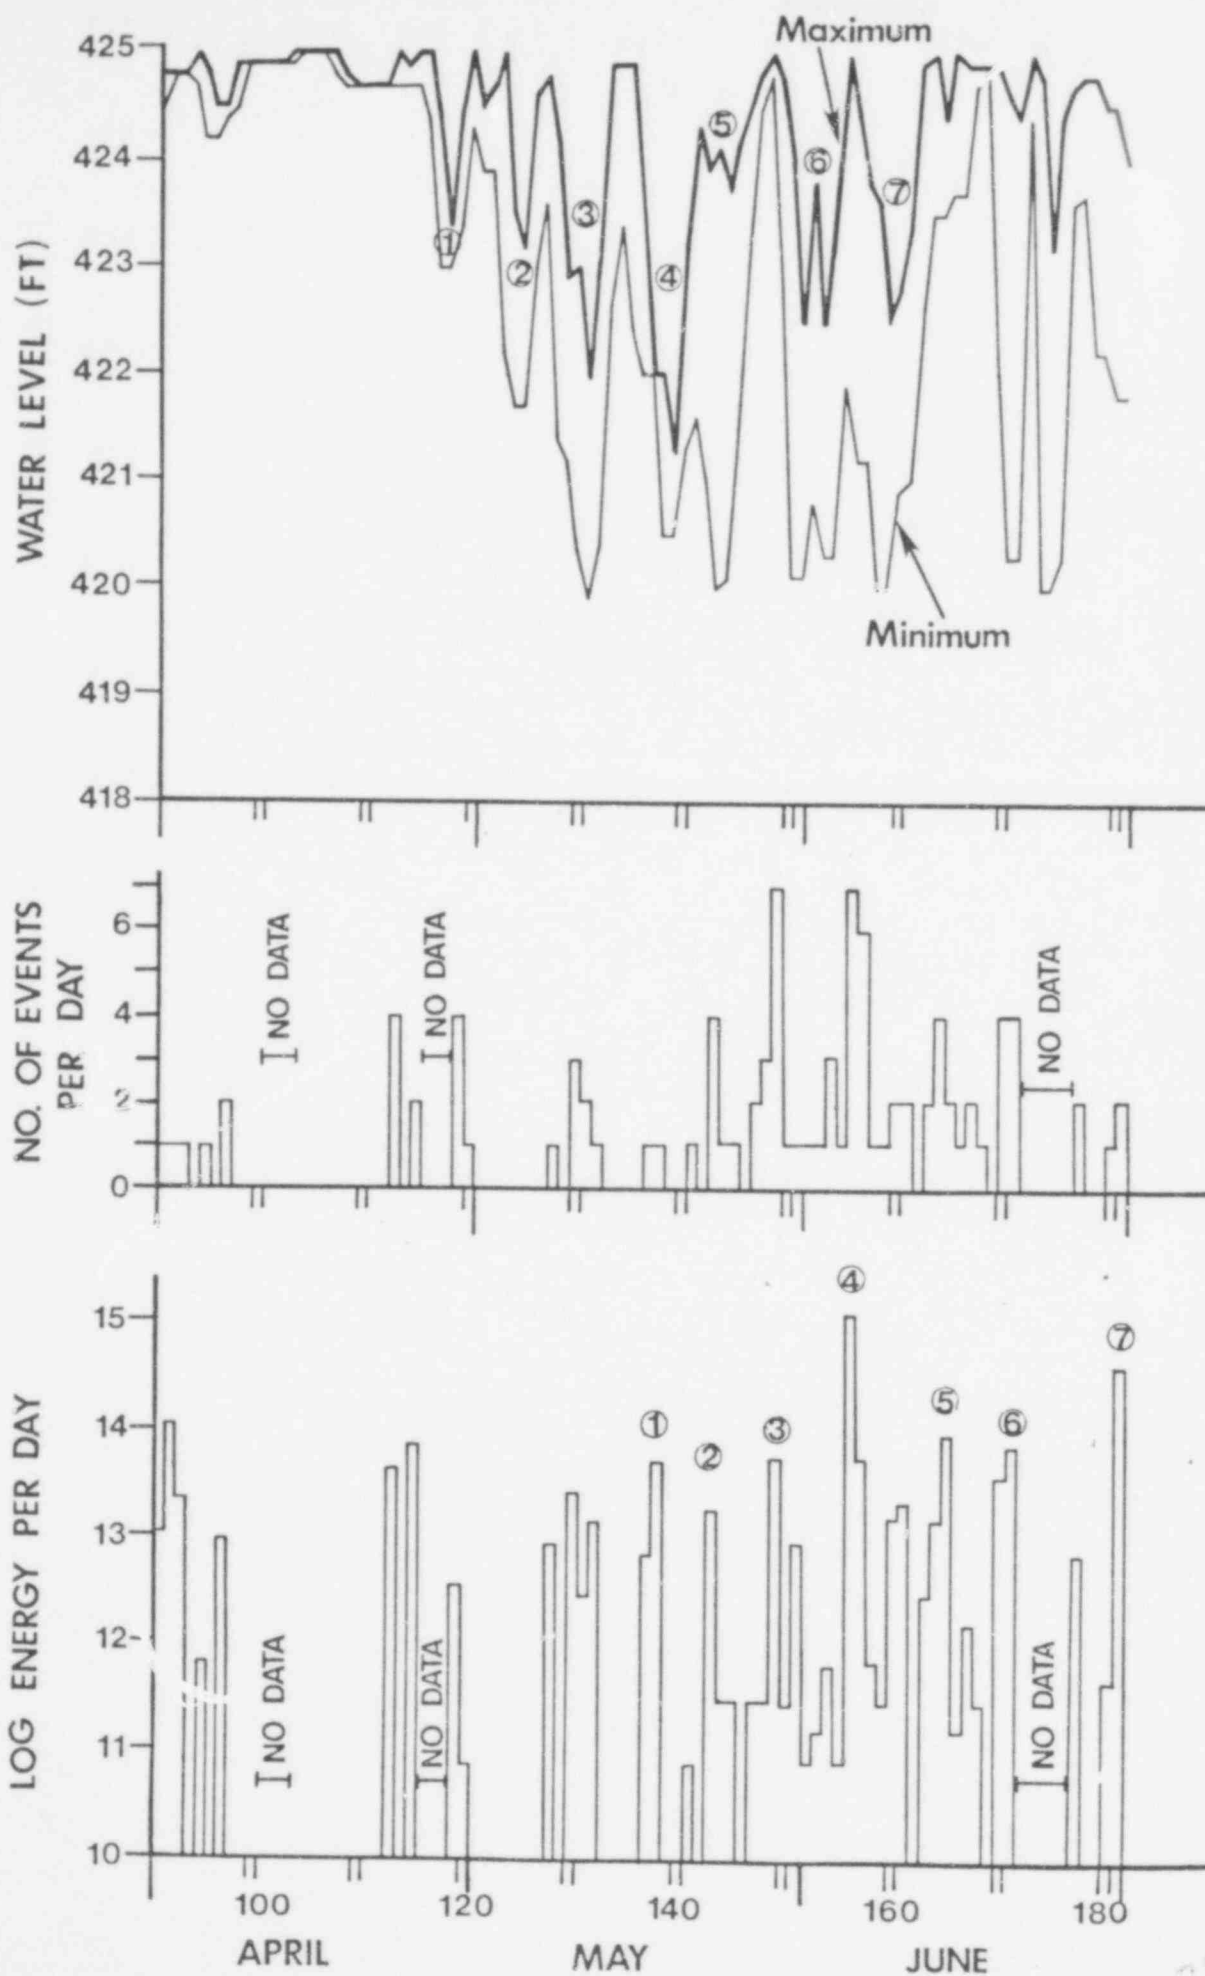 Maximum
425
424
423
422
421
420
419
418
WATER LEVEL (FT)
①
②
③
④
⑤
⑥
⑦
Minimum
NO. OF EVENTS
PER DAY
6
4
2
0
NO DATA
NO DATA
NO DATA
LOG ENERGY PER DAY
15
14
13
12
11
10
①
②
③
④
⑤
⑥
⑦
NO DATA
NO DATA
NO DATA
100
120
140
160
180
APRIL
MAY
JUNE